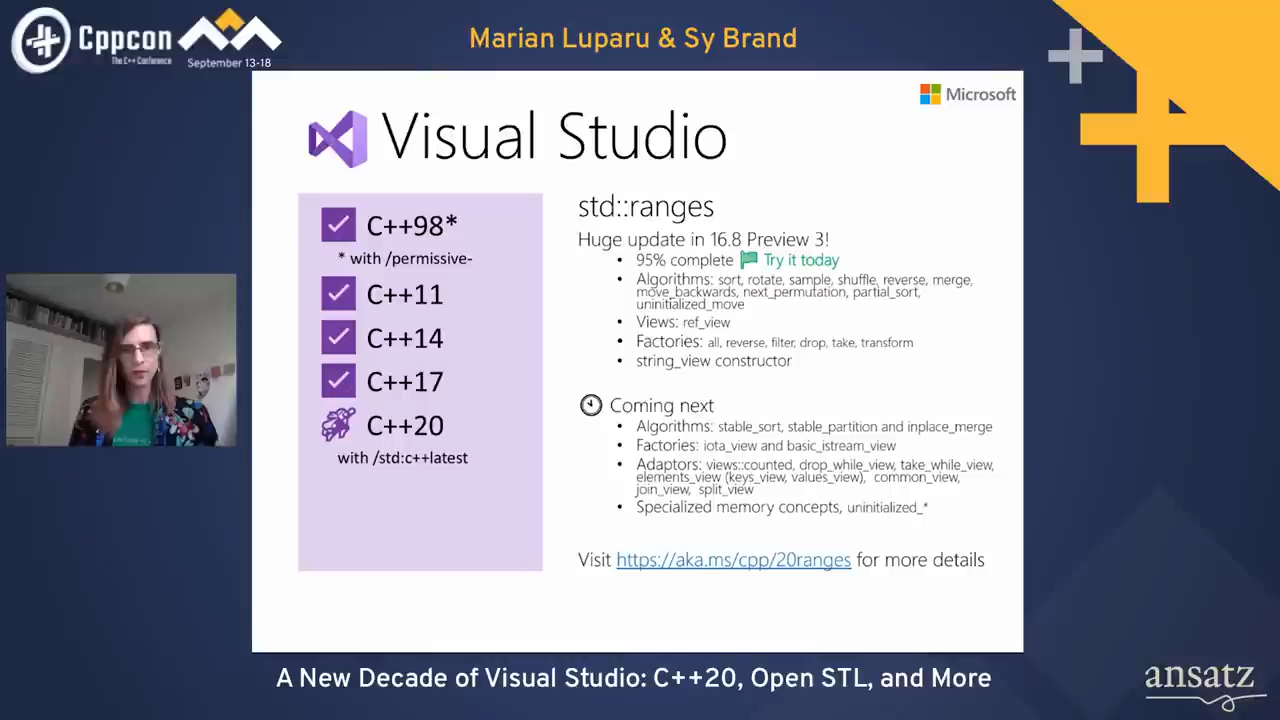 Cppcon
The C++ Conference
September 13-18
Marian Luparu & Sy Brand
Microsoft
Visual Studio
C++98*
* with /permissive-
C++11
C++14
C++17
C++20
with /std:c++latest
std::ranges
Huge update in 16.8 Preview 3!
• 95% complete Try it today
• Algorithms: sort, rotate, sample, shuffle, reverse, merge,
move_backwards, next_permutation, partial_sort,
uninitialized_move
• Views: ref_view
• Factories: all, reverse, filter, drop, take, transform
• string_view constructor
Coming next
• Algorithms: stable_sort, stable_partition and inplace_merge
• Factories: iota_view and basic_istream_view
• Adaptors: views::counted, drop_while_view, take_while_view,
elements_view (keys_view, values_view), common_view,
join_view, split_view
• Specialized memory concepts, uninitialized_*
Visit https://aka.ms/cpp/20ranges for more details
A New Decade of Visual Studio: C++20, Open STL, and More
ansatz